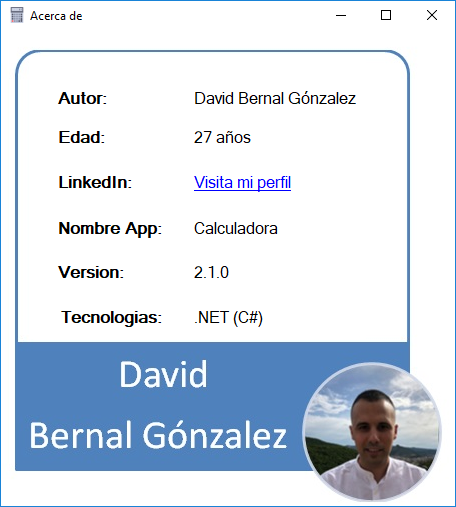 Acerca de
Autor: David Bernal Gónzalez
Edad: 27 años
LinkedIn: Visita mi perfil
Nombre App: Calculadora
Version: 2.1.0
Tecnologias: .NET (C#)
David
Bernal Gónzalez